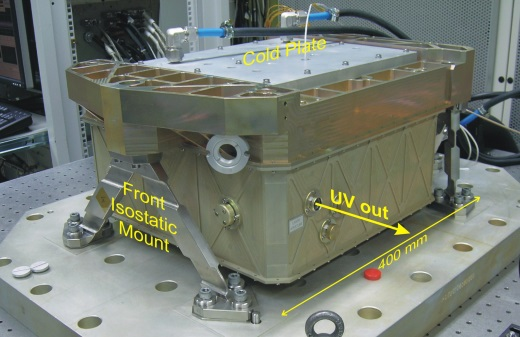 Cold Plate
Front
Isostatic
Mount
UV out
400 mm